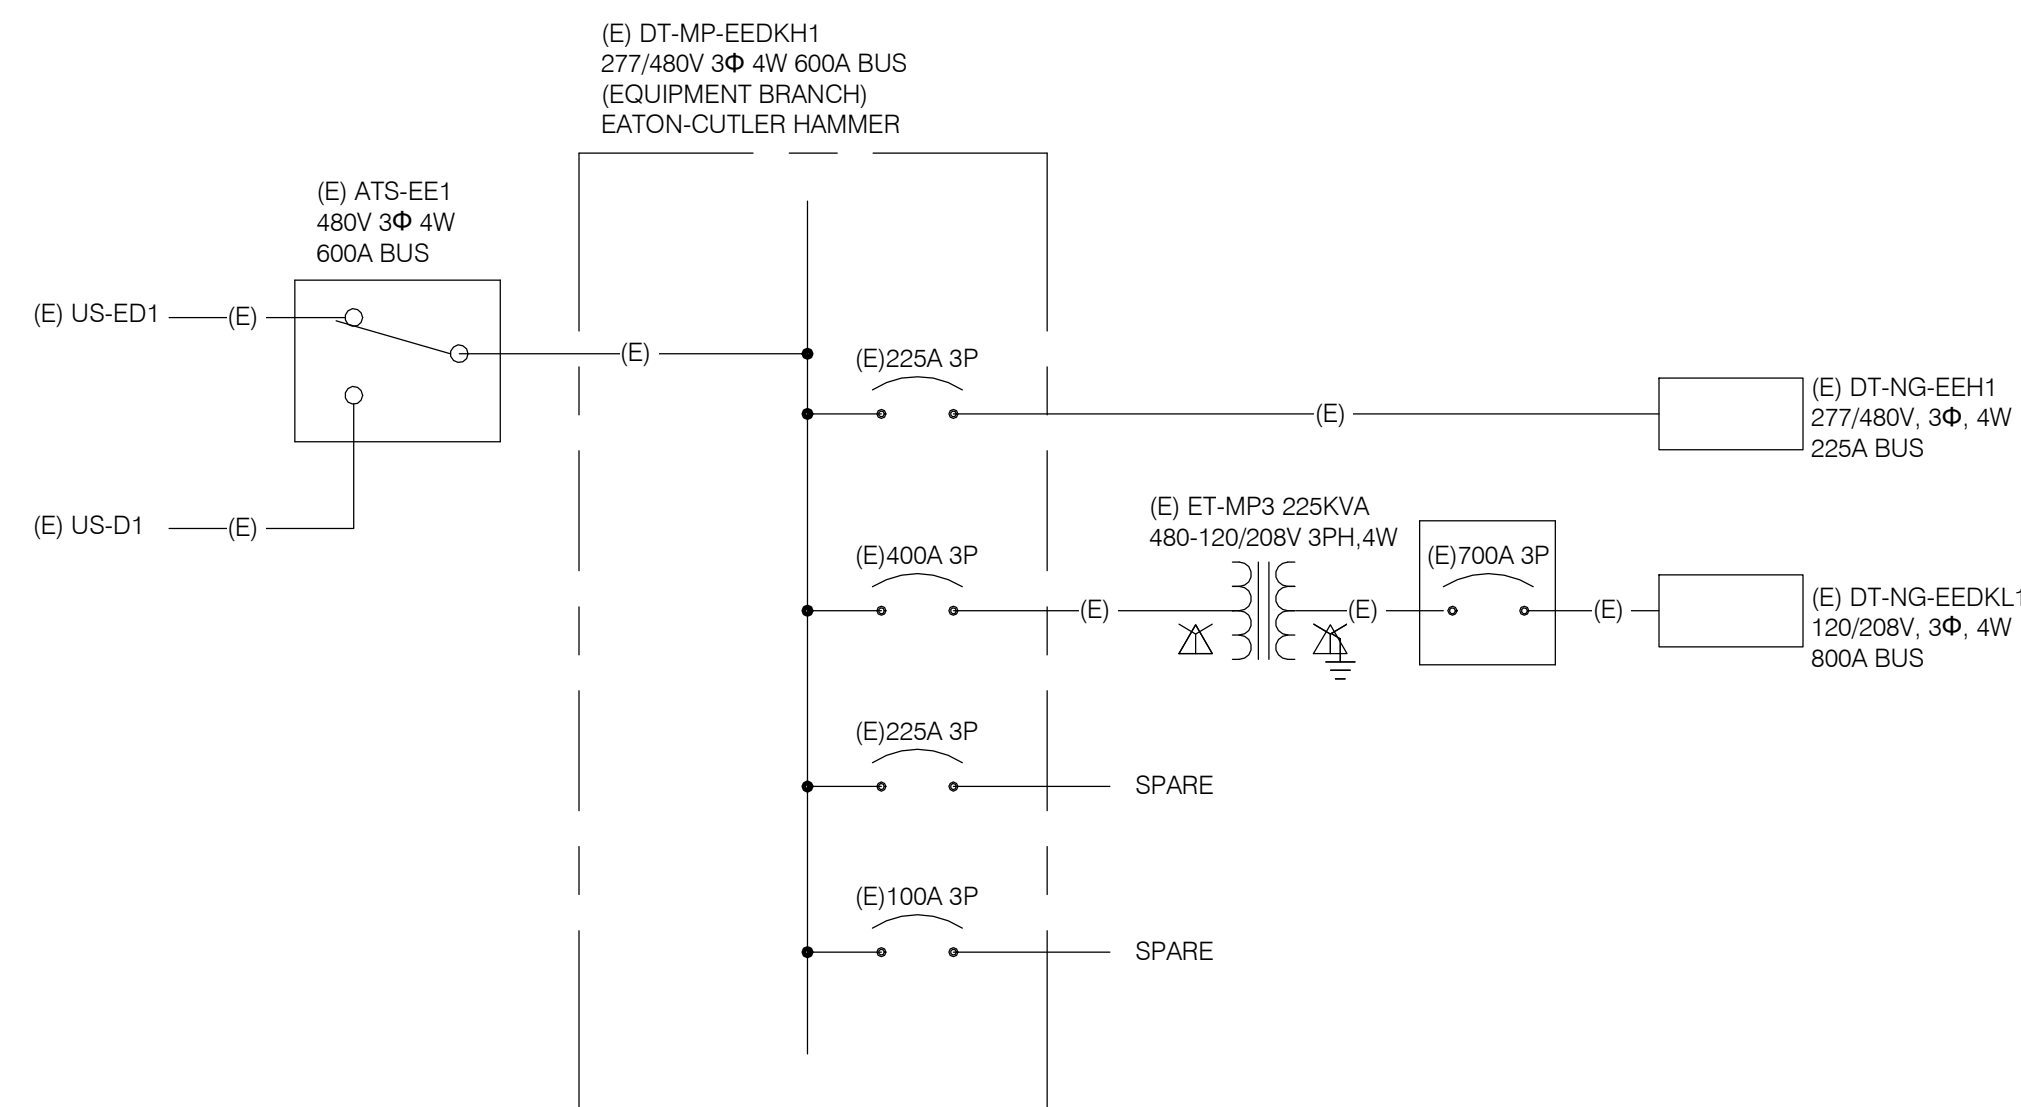 (E) DT-MP-EEDKH1
277/480V 3Φ 4W 600A BUS
(EQUIPMENT BRANCH)
EATON-CUTLER HAMMER
(E) ATS-EE1
480V 3Φ 4W
600A BUS
(E) US-ED1
(E)
(E)
(E) US-D1
(E)
(E)225A 3P
(E)
(E) DT-NG-EEH1
277/480V, 3Φ, 4W
225A BUS
(E)400A 3P
(E)
(E) ET-MP3 225KVA
480-120/208V 3PH,4W
(E)
(E)700A 3P
(E)
(E) DT-NG-EEDKL1
120/208V, 3Φ, 4W
800A BUS
(E)225A 3P
SPARE
(E)100A 3P
SPARE